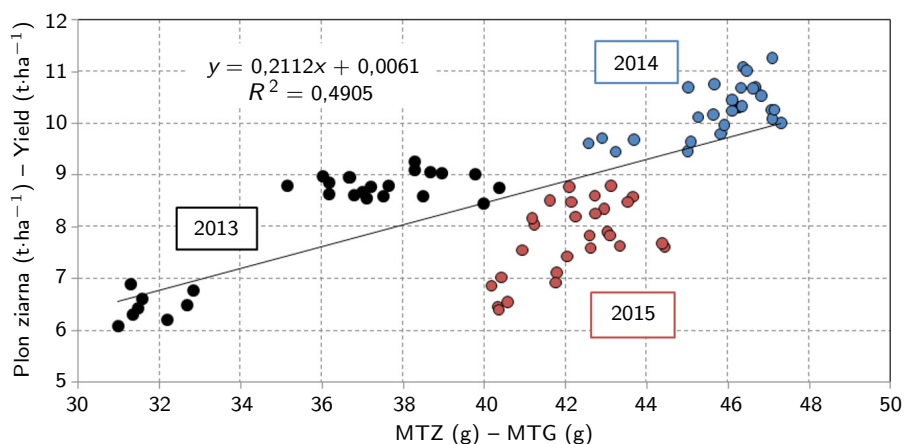 Plon ziarna (t·ha⁻¹) – Yield (t·ha⁻¹)
12
11
10
9
8
7
6
5
y = 0,2112x + 0,0061
R² = 0,4905
2014
2013
2015
30 32 34 36 38 40 42 44 46 48 50
MTZ (g) – MTG (g)